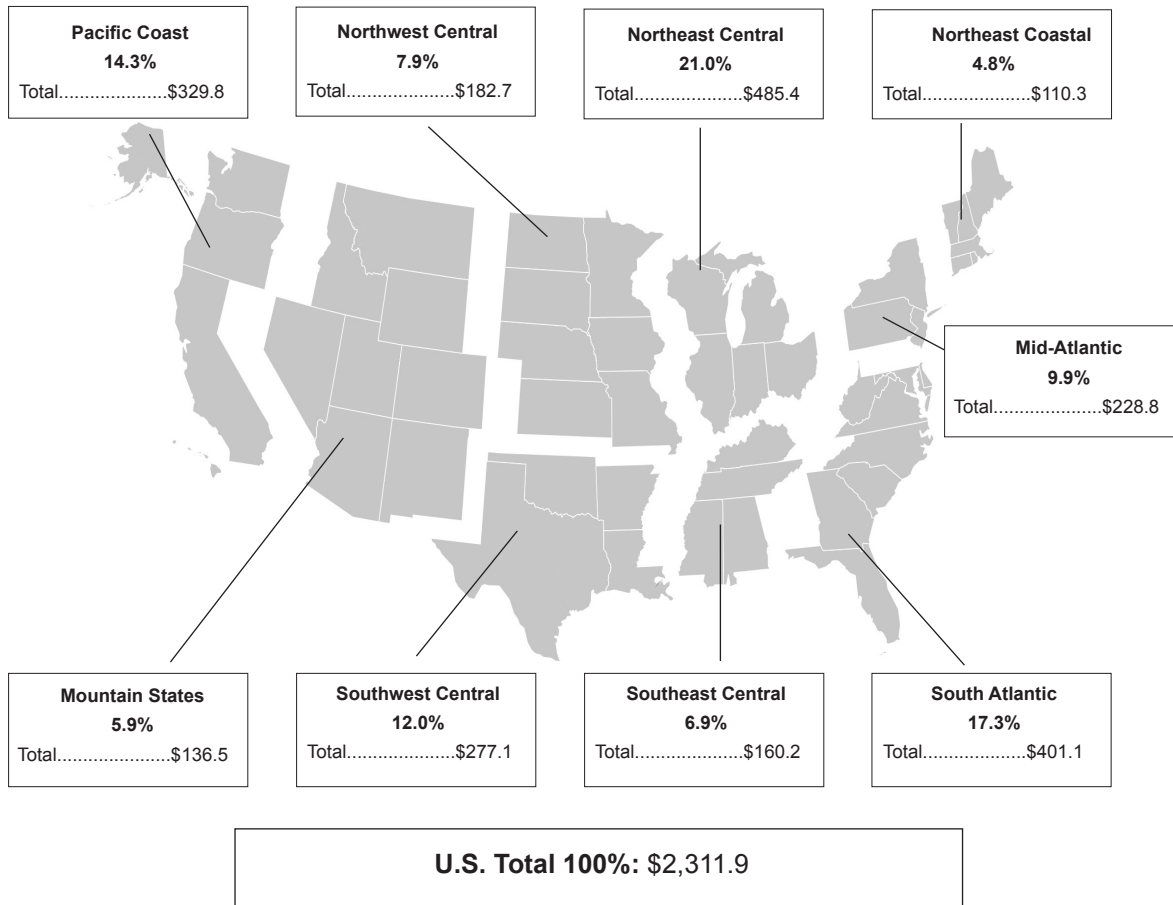 Pacific Coast
14.3%
Total.....................$329.8
Northwest Central
7.9%
Total.......................$182.7
Northeast Central
21.0%
Total.........................$485.4
Northeast Coastal
4.8%
Total.....................$110.3
Mid-Atlantic
9.9%
Total.....................$228.8
Mountain States
5.9%
Total......................$136.5
Southwest Central
12.0%
Total.........................$277.1
Southeast Central
6.9%
Total.........................$160.2
South Atlantic
17.3%
Total.........................$401.1
U.S. Total 100%: $2,311.9